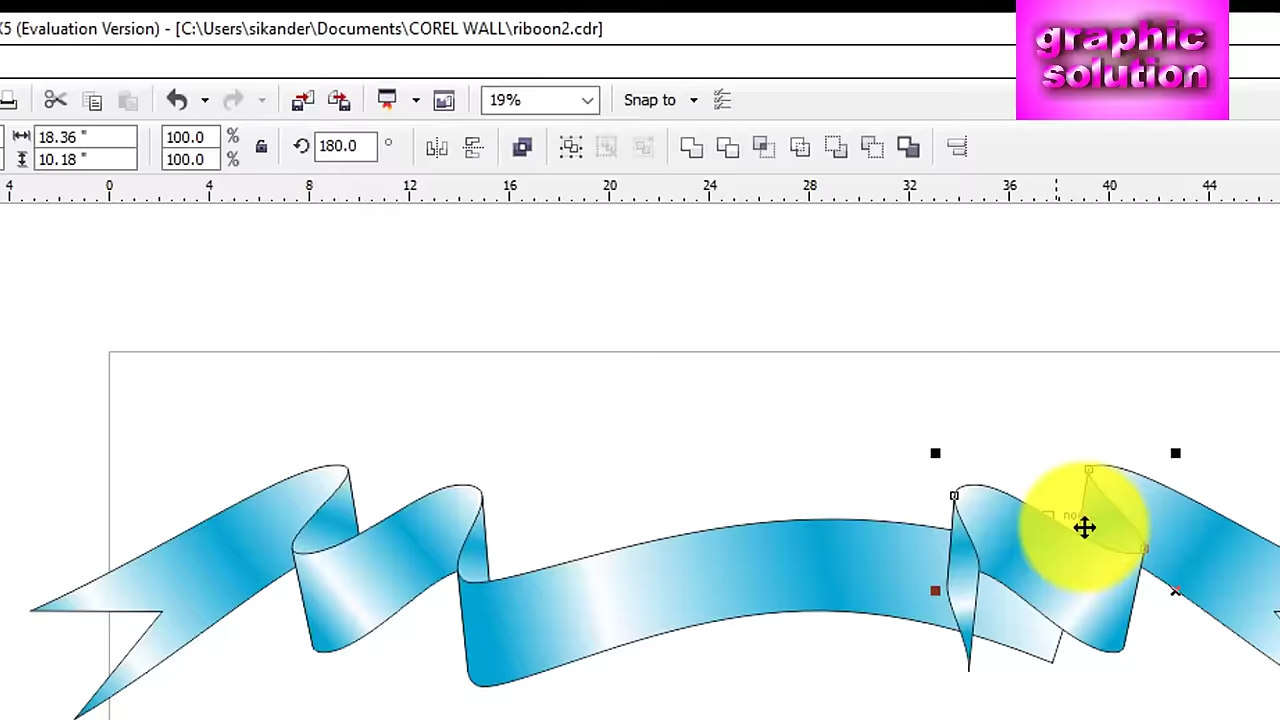 X5 (Evaluation Version) - [C:\Users\sikander\Documents\COREL WALL\riboon2.cdr]
graphic
solution
19%
Snap to
18.36 "
10.18 "
100.0 %
100.0 %
180.0 °
4 0 4 8 12 16 20 24 28 32 36 40 44